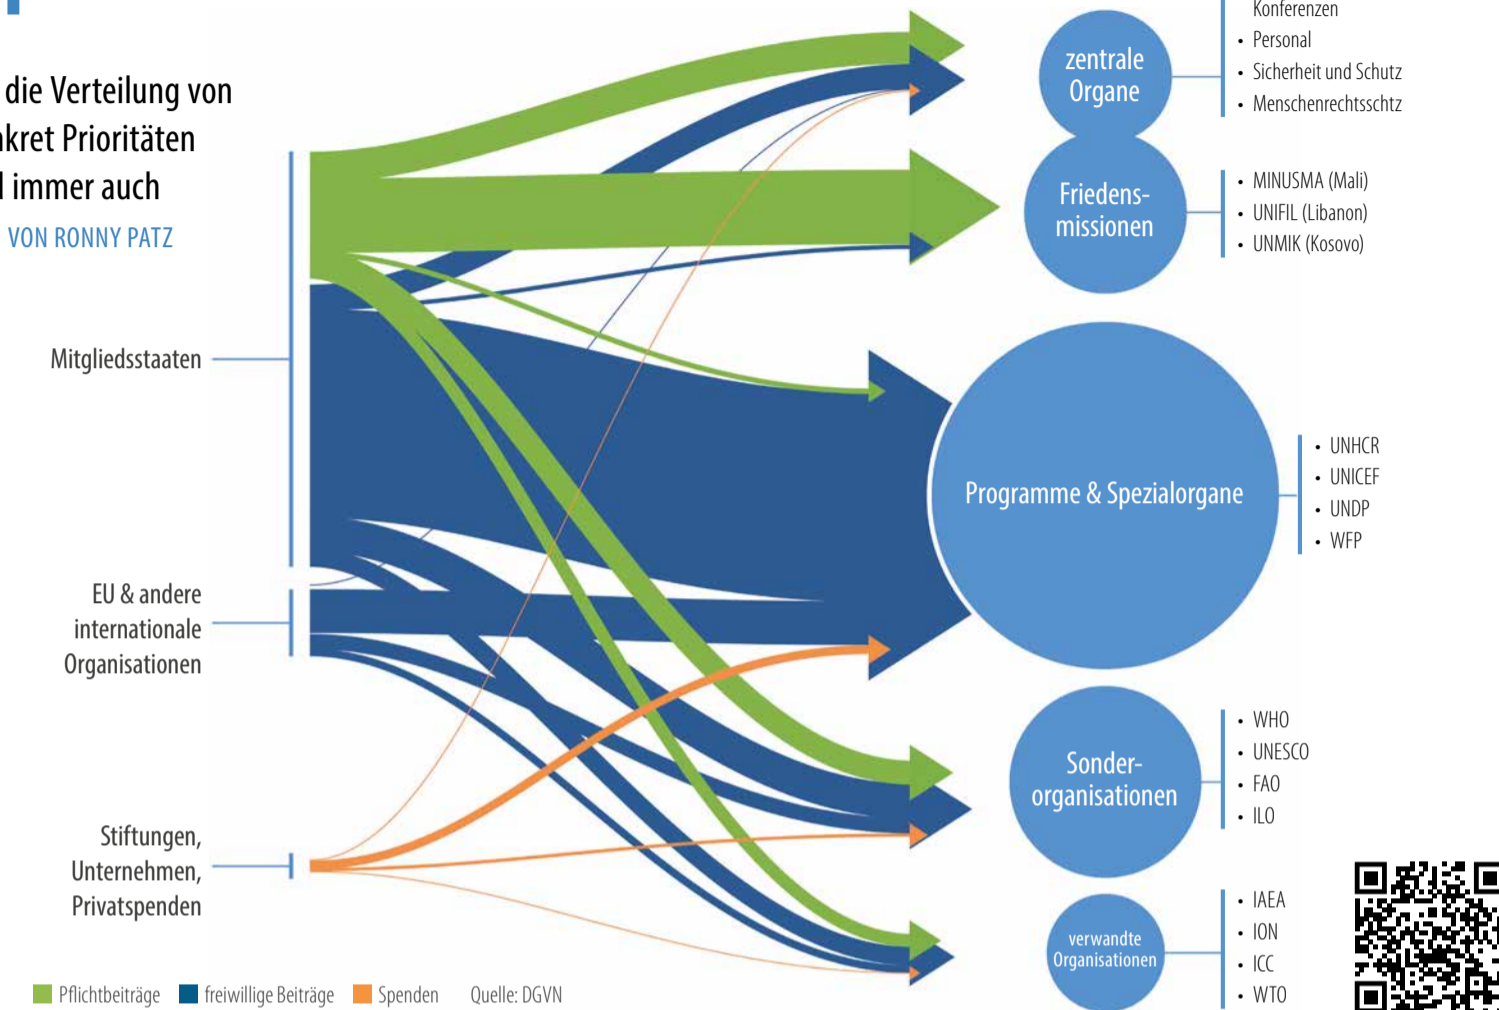 die Verteilung von
nkret Prioritäten
immer auch
VON RONNY PATZ
Mitgliedsstaaten
EU & andere
internationale
Organisationen
Stiftungen,
Unternehmen,
Privatspenden
zentrale
Organe
Konferenzen
• Personal
• Sicherheit und Schutz
• Menschenrechtsschtz
Friedens-
missionen
• MINUSMA (Mali)
• UNIFIL (Libanon)
• UNMIK (Kosovo)
Programme & Spezialorgane
• UNHCR
• UNICEF
• UNDP
• WFP
Sonder-
organisationen
• WHO
• UNESCO
• FAO
• ILO
verwandte
Organisationen
• IAEA
• ION
• ICC
• WTO
Pflichtbeiträge freiwillige Beiträge Spenden Quelle: DGVN